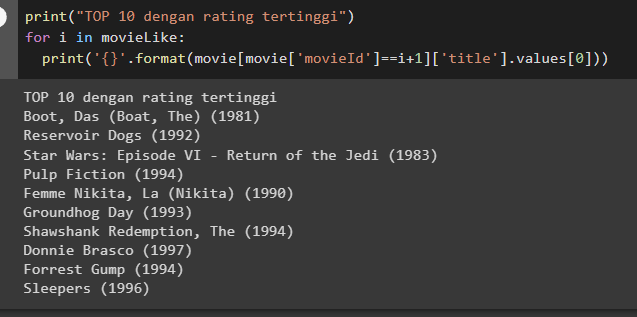 print("TOP 10 dengan rating tertinggi")
for i in movieLike:
  print('{}'.format(movie[movie['movieId']==i+1]['title'].values[0]))
TOP 10 dengan rating tertinggi
Boot, Das (Boat, The) (1981)
Reservoir Dogs (1992)
Star Wars: Episode VI - Return of the Jedi (1983)
Pulp Fiction (1994)
Femme Nikita, La (Nikita) (1990)
Groundhog Day (1993)
Shawshank Redemption, The (1994)
Donnie Brasco (1997)
Forrest Gump (1994)
Sleepers (1996)